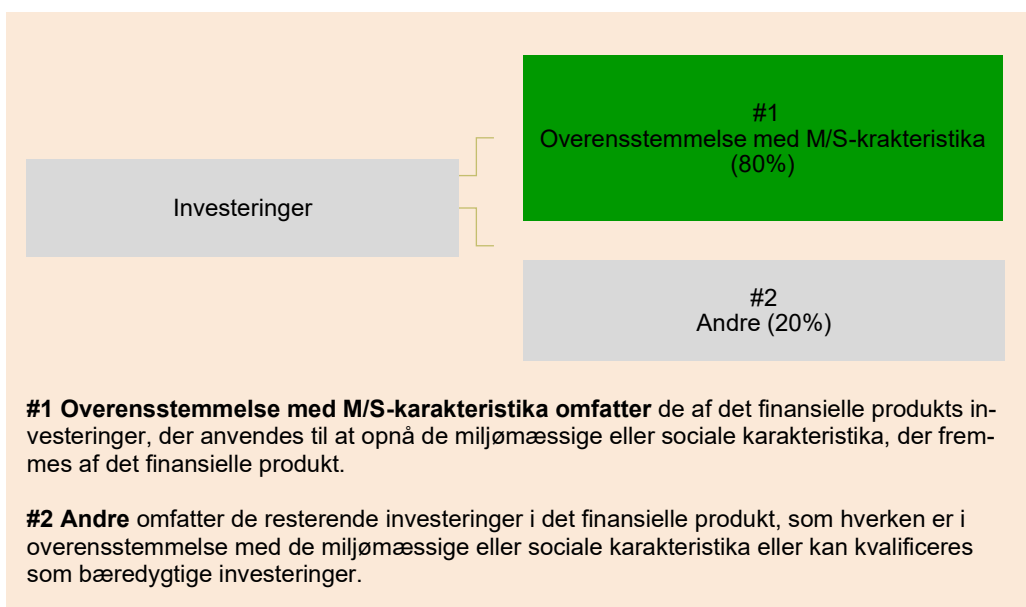 #1
Overensstemmelse med M/S-krakteristika
(80%)
Investeringer
#2
Andre (20%)
#1 Overensstemmelse med M/S-karakteristika omfatter de af det finansielle produkts in-
vesteringer, der anvendes til at opnå de miljømæssige eller sociale karakteristika, der frem-
mes af det finansielle produkt.
#2 Andre omfatter de resterende investeringer i det finansielle produkt, som hverken er i
overensstemmelse med de miljømæssige eller sociale karakteristika eller kan kvalificeres
som bæredygtige investeringer.